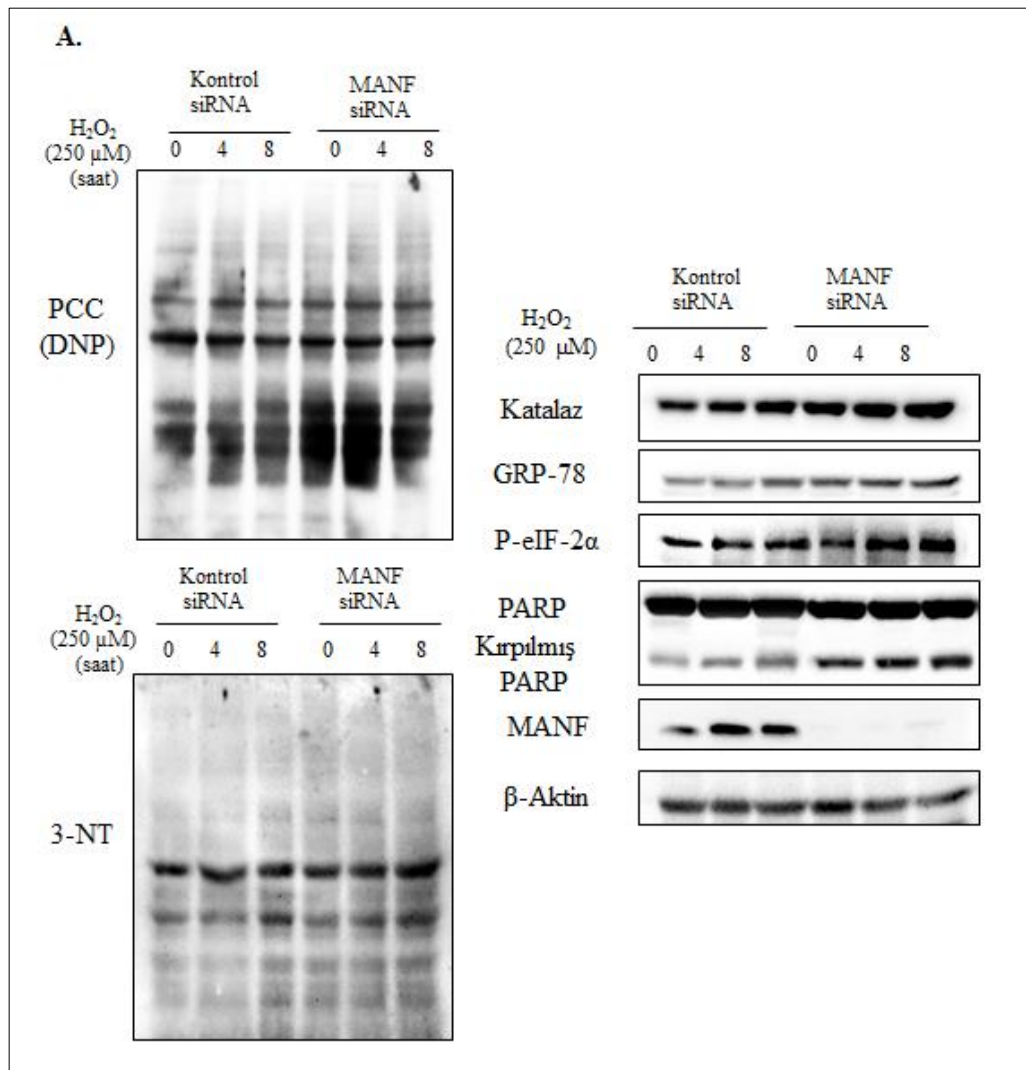 A.
Kontrol
siRNA
MANF
siRNA
H₂O₂
(250 µM)
(saat)
0 4 8 0 4 8
PCC
(DNP)
Kontrol
siRNA
MANF
siRNA
H₂O₂
(250 µM)
(saat)
0 4 8 0 4 8
3-NT
Kontrol
siRNA
MANF
siRNA
H₂O₂
(250 µM)
0 4 8 0 4 8
Katalaz
GRP-78
P-eIF-2α
PARP
Kırpılmış
PARP
MANF
β-Aktin